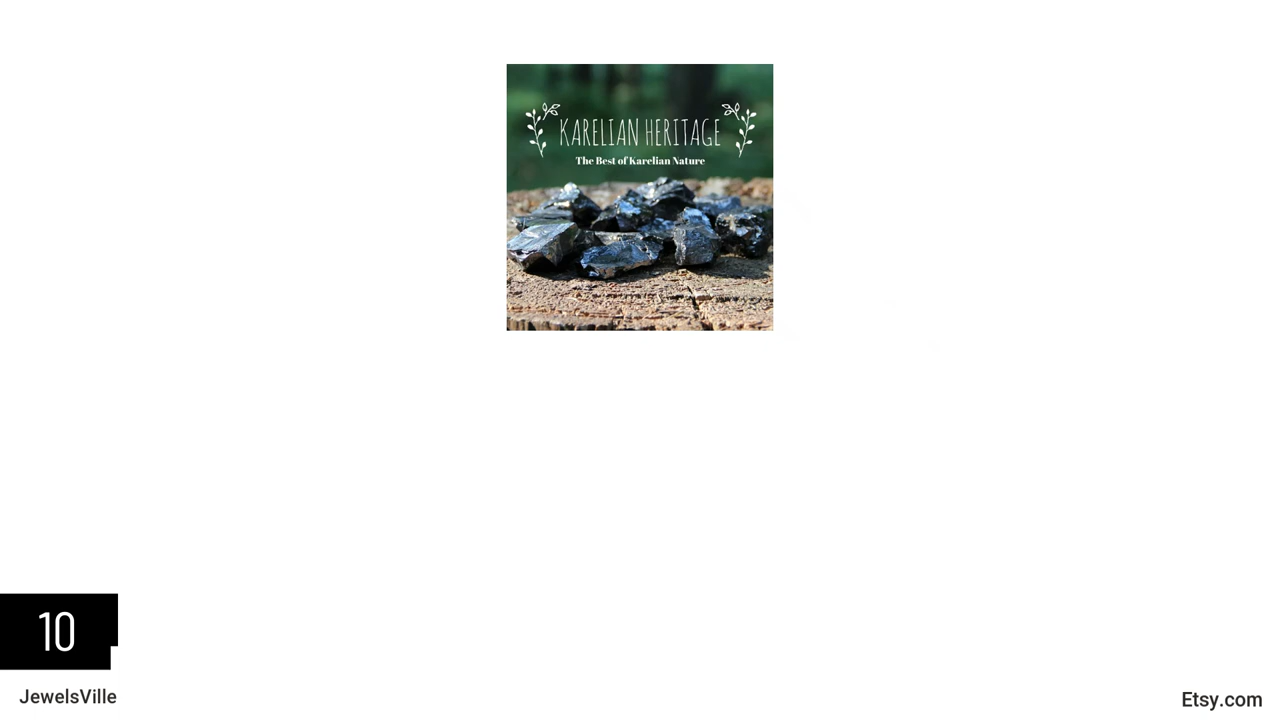 KARELIAN HERITAGE
The Best of Karelian Nature
10
JewelsVille
Etsy.com